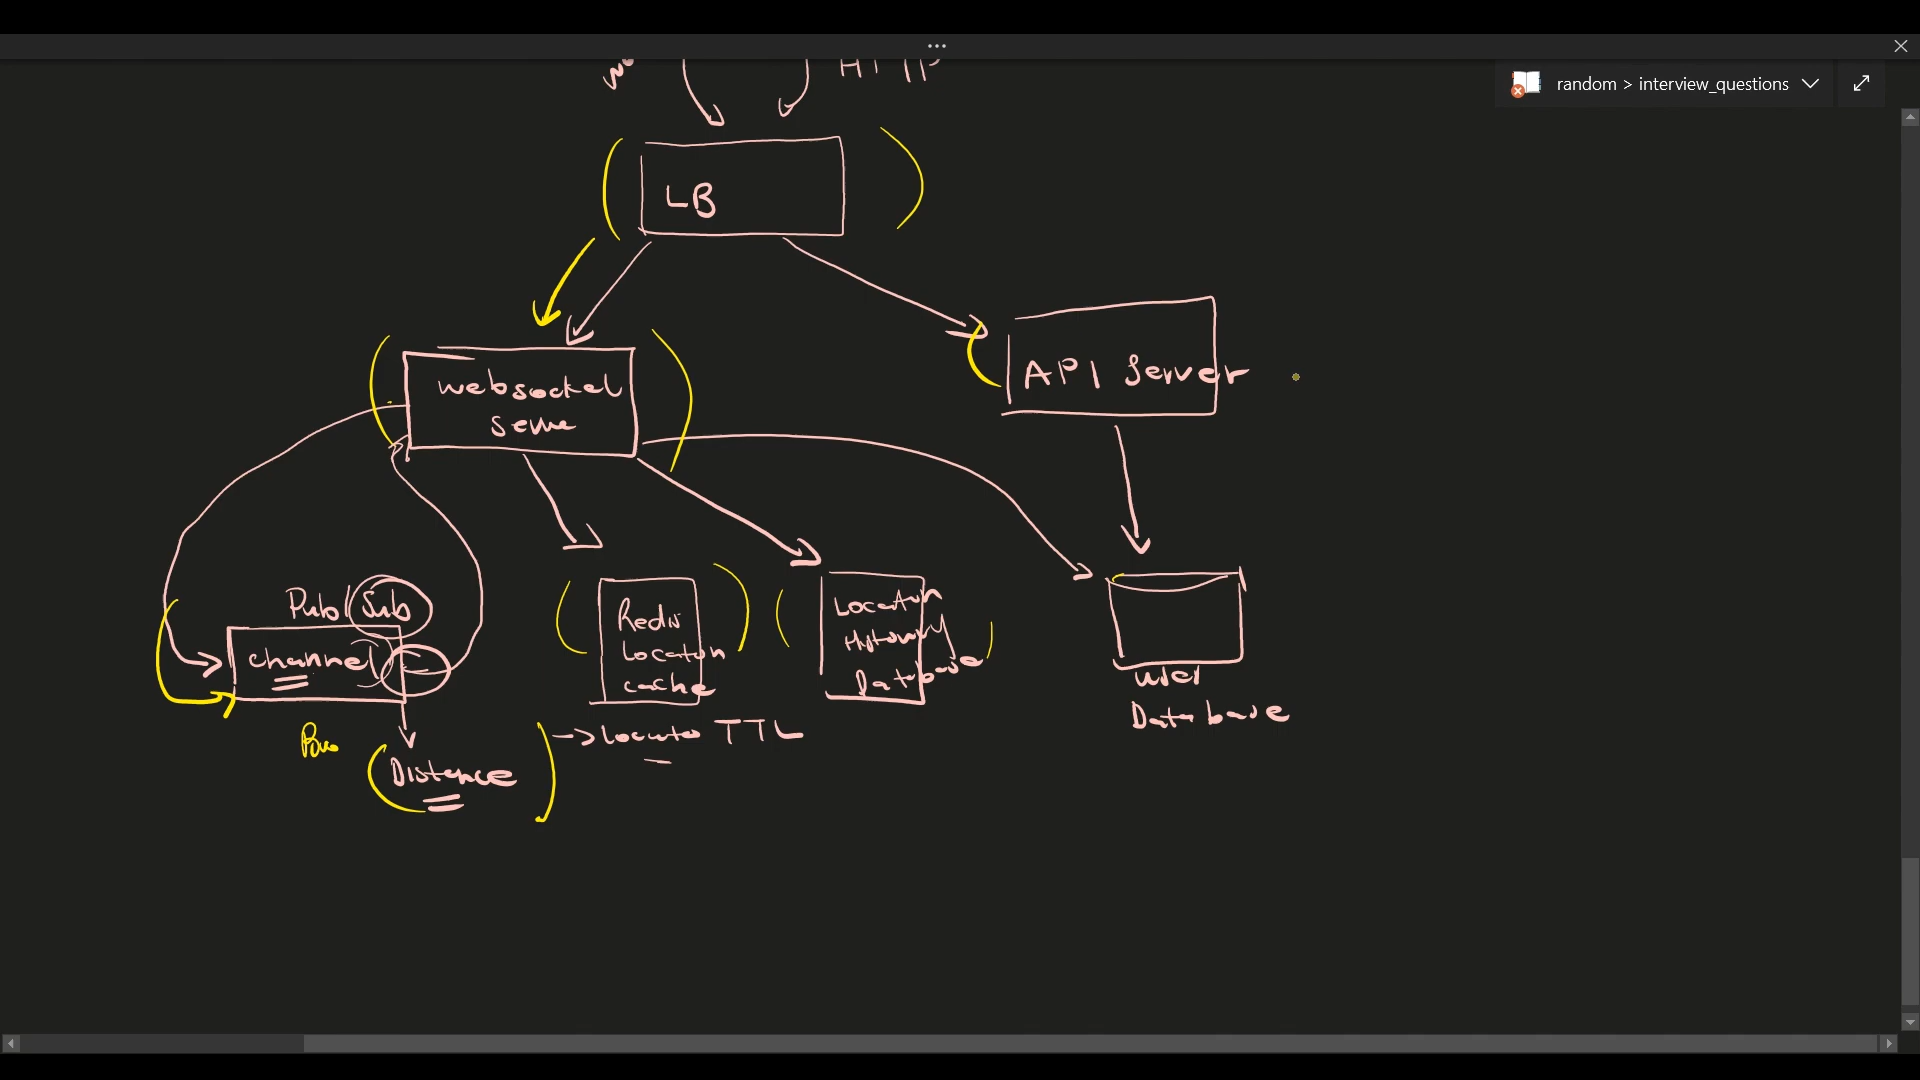 random > interview_questions
HTTP
LB
websocket
API Server
Pub/Sub
channel
Redis
Location
cache
Location
History
Database
→ Location TTL
Distance
User
Database